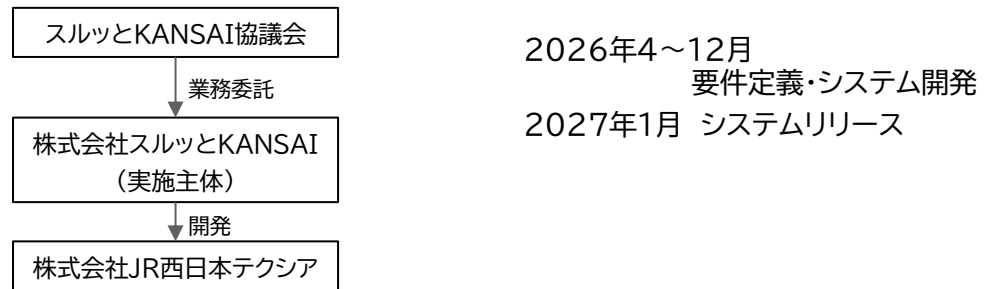 スルッとKANSAI協議会
業務委託
株式会社スルッとKANSAI
(実施主体)
開発
株式会社JR西日本テクシア
2026年4～12月
要件定義・システム開発
2027年1月 システムリリース